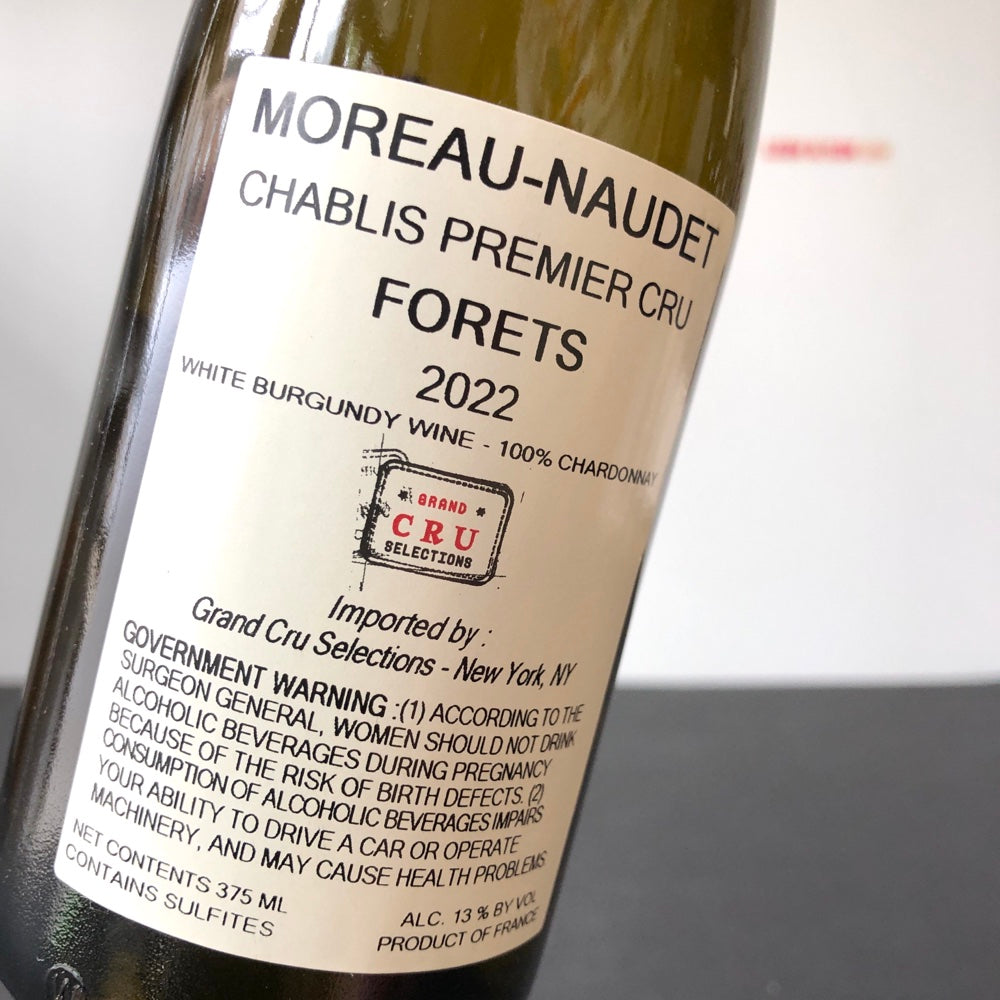 MOREAU-NAUDET
CHABLIS PREMIER CRU
FORETS
2022
WHITE BURGUNDY WINE - 100% CHARDONNAY
GRAND
CRU
SELECTIONS
Imported by :
Grand Cru Selections - New York, NY
GOVERNMENT WARNING :(1) ACCORDING TO THE
SURGEON GENERAL, WOMEN SHOULD NOT DRINK
ALCOHOLIC BEVERAGES DURING PREGNANCY
BECAUSE OF THE RISK OF BIRTH DEFECTS. (2)
CONSUMPTION OF ALCOHOLIC BEVERAGES IMPAIRS
YOUR ABILITY TO DRIVE A CAR OR OPERATE
MACHINERY, AND MAY CAUSE HEALTH PROBLEMS
NET CONTENTS 375 ML
CONTAINS SULFITES
ALC. 13 % BY VOL
PRODUCT OF FRANCE